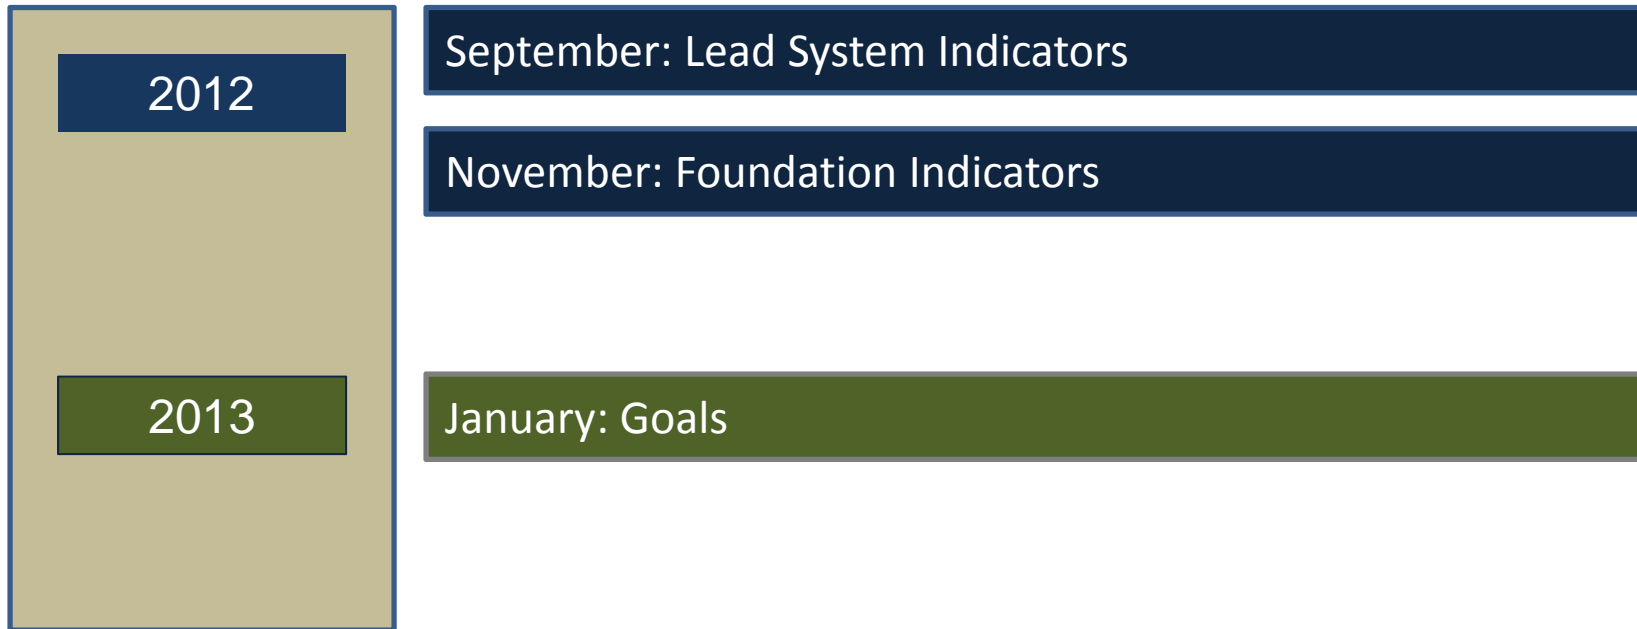 2012
September: Lead System Indicators
November: Foundation Indicators
2013
January: Goals